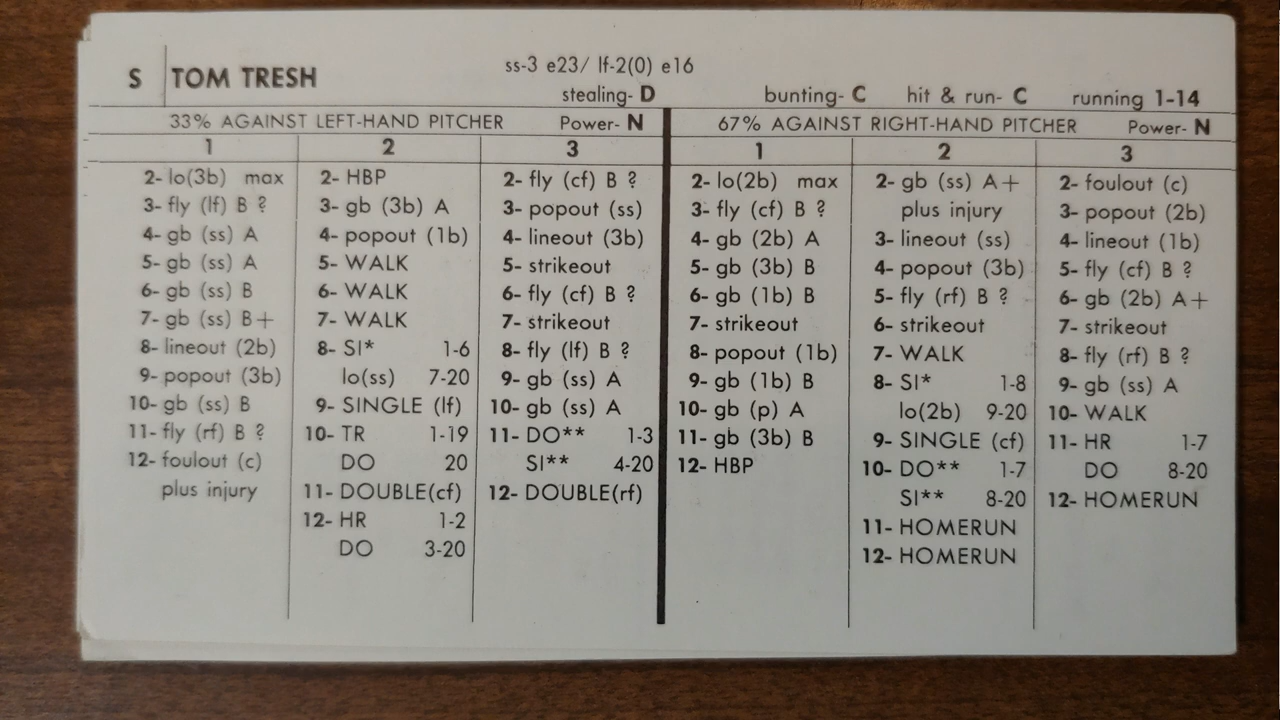 S TOM TRESH
ss-3 e23/ lf-2(0) e16
stealing- D bunting- C hit & run- C running 1-14
33% AGAINST LEFT-HAND PITCHER Power- N
1 2 3
2- lo(3b) max
3- fly (lf) B ?
4- gb (ss) A
5- gb (ss) A
6- gb (ss) B
7- gb (ss) B+
8- lineout (2b)
9- popout (3b)
10- gb (ss) B
11- fly (rf) B ?
12- foulout (c)
plus injury
2- HBP
3- gb (3b) A
4- popout (1b)
5- WALK
6- WALK
7- WALK
8- SI* 1-6
lo(ss) 7-20
9- SINGLE (lf)
10- TR 1-19
DO 20
11- DOUBLE(cf)
12- HR 1-2
DO 3-20
2- fly (cf) B ?
3- popout (ss)
4- lineout (3b)
5- strikeout
6- fly (cf) B ?
7- strikeout
8- fly (lf) B ?
9- gb (ss) A
10- gb (ss) A
11- DO** 1-3
SI** 4-20
12- DOUBLE(rf)
67% AGAINST RIGHT-HAND PITCHER Power- N
1 2 3
2- lo(2b) max
3- fly (cf) B ?
4- gb (2b) A
5- gb (3b) B
6- gb (1b) B
7- strikeout
8- popout (1b)
9- gb (1b) B
10- gb (p) A
11- gb (3b) B
12- HBP
2- gb (ss) A+
plus injury
3- lineout (ss)
4- popout (3b)
5- fly (rf) B ?
6- strikeout
7- WALK
8- SI* 1-8
lo(2b) 9-20
9- SINGLE (cf)
10- DO** 1-7
SI** 8-20
11- HOMERUN
12- HOMERUN
2- foulout (c)
3- popout (2b)
4- lineout (1b)
5- fly (cf) B ?
6- gb (2b) A+
7- strikeout
8- fly (rf) B ?
9- gb (ss) A
10- WALK
11- HR 1-7
DO 8-20
12- HOMERUN